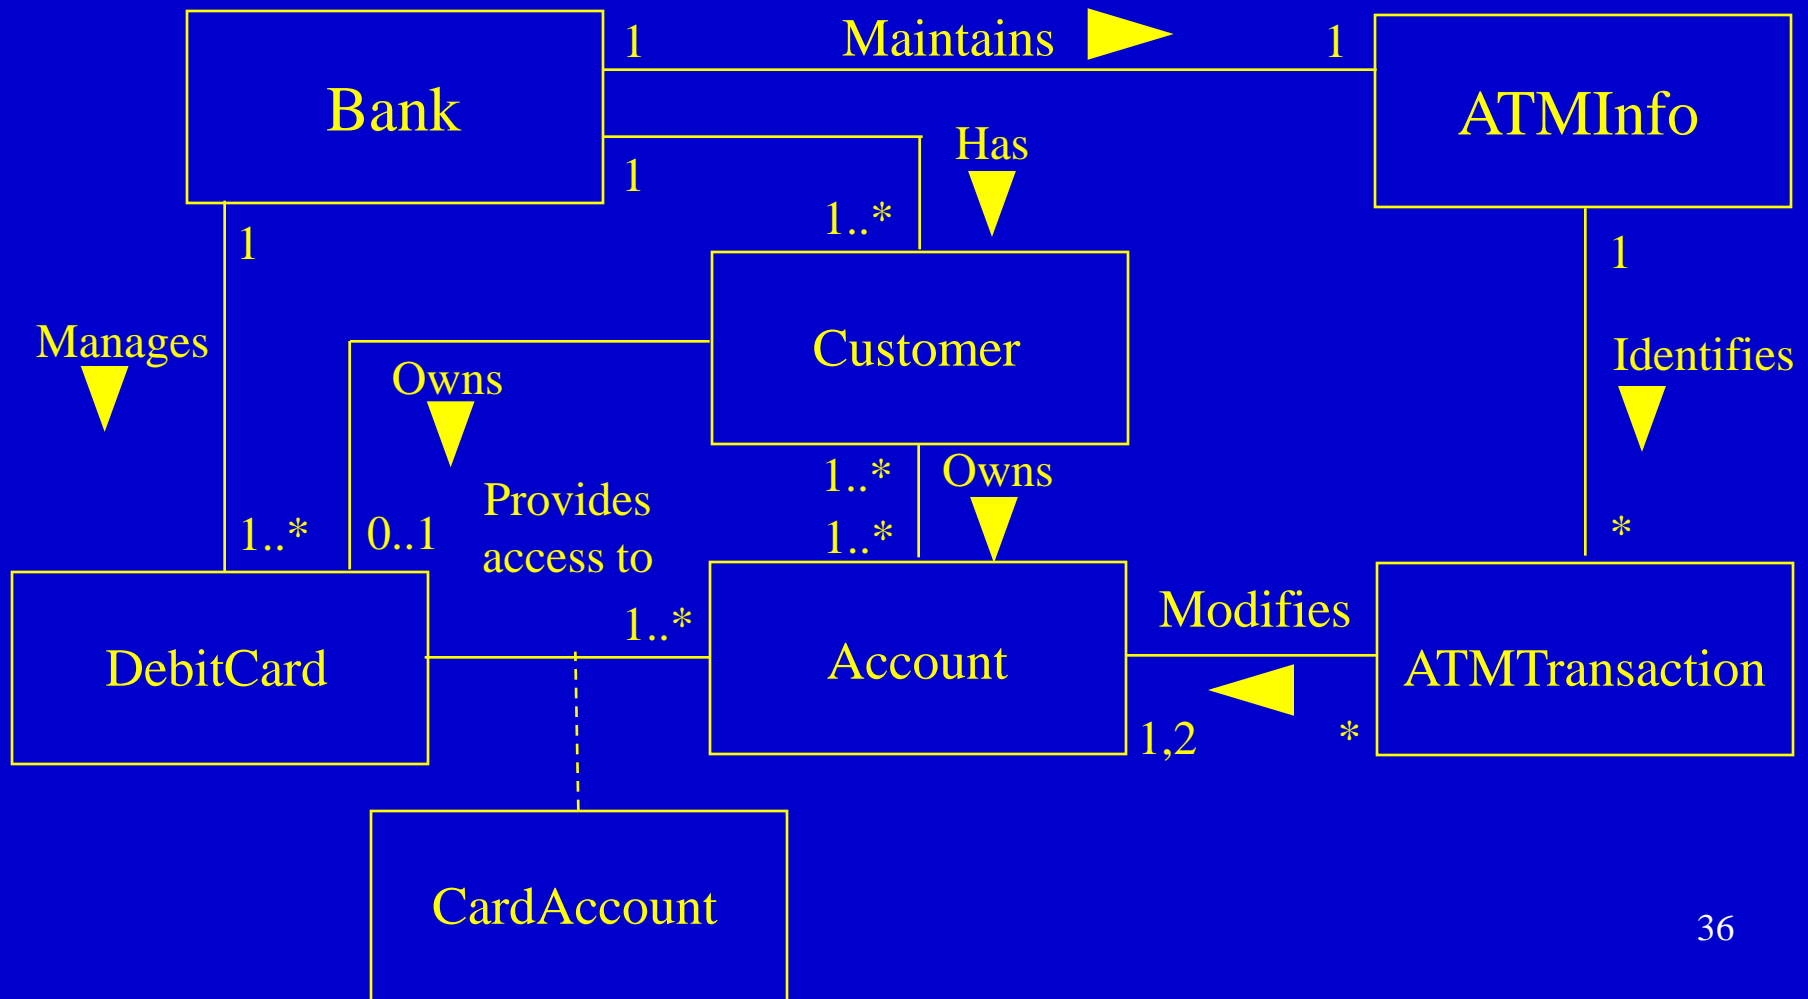 1
Maintains
1
Bank
ATMInfo
Has
1
1..*
1
1
Manages
Customer
Identifies
Owns
1..*
Owns
Provides
access to
1..*
0..1
1..*
*
1..*
Modifies
DebitCard
Account
ATMTransaction
1,2
*
CardAccount
36